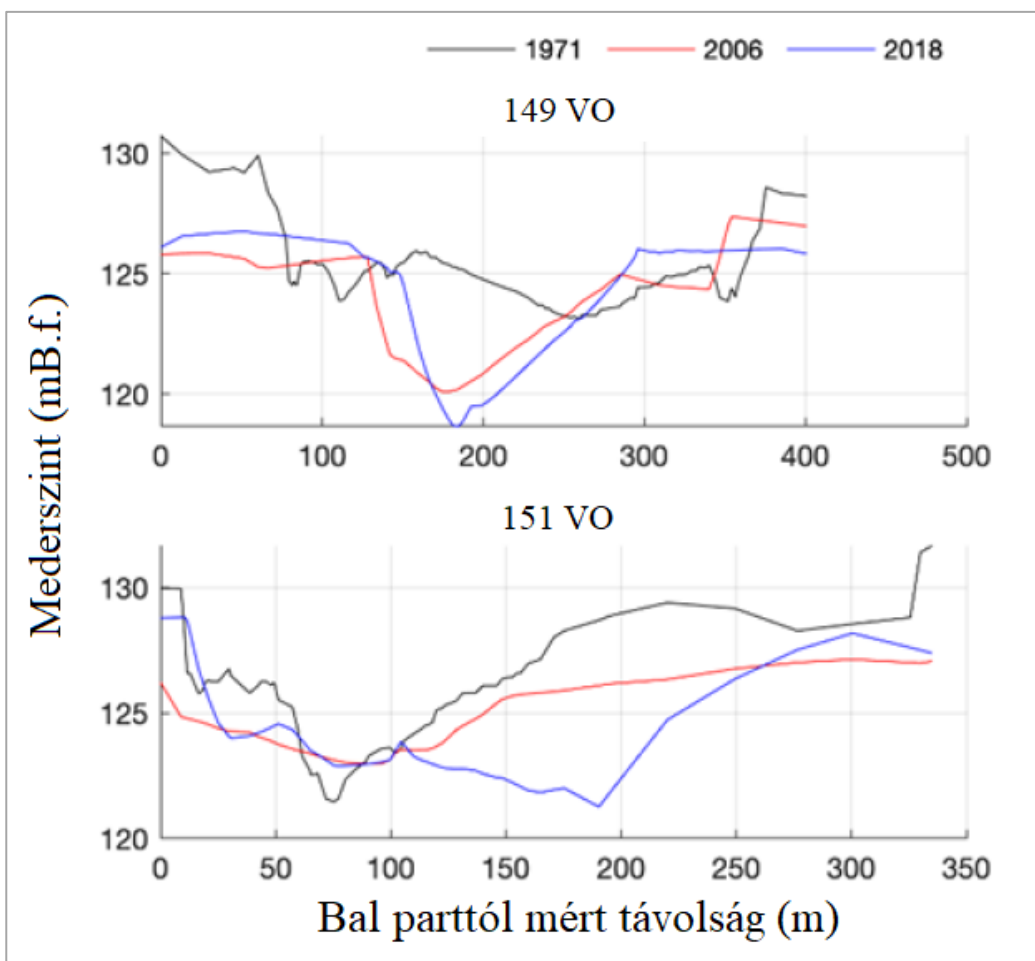 1971 2006 2018
149 VO
130
125
120
0 100 200 300 400 500
151 VO
130
125
120
0 50 100 150 200 250 300 350
Mederszint (mB.f.)
Bal parttól mért távolság (m)